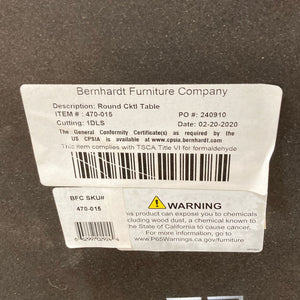 Bernhardt Furniture Company
Description: Round Cktl Table
ITEM # : 470-015 PO #: 240910
Cutting: 1DLS Date: 02-20-2020
The General Conformity Certificate(s) as required by the
US CPSIA is available at www.cpsia.bernhardt.com.
This item complies with TSCA Title VI for formaldehyde
BFC SKU#
470-015
WARNING
This product can expose you to chemicals
including wood dust, a chemical known to
the State of California to cause cancer.
For more information go to
www.P65Warnings.ca.gov/furniture